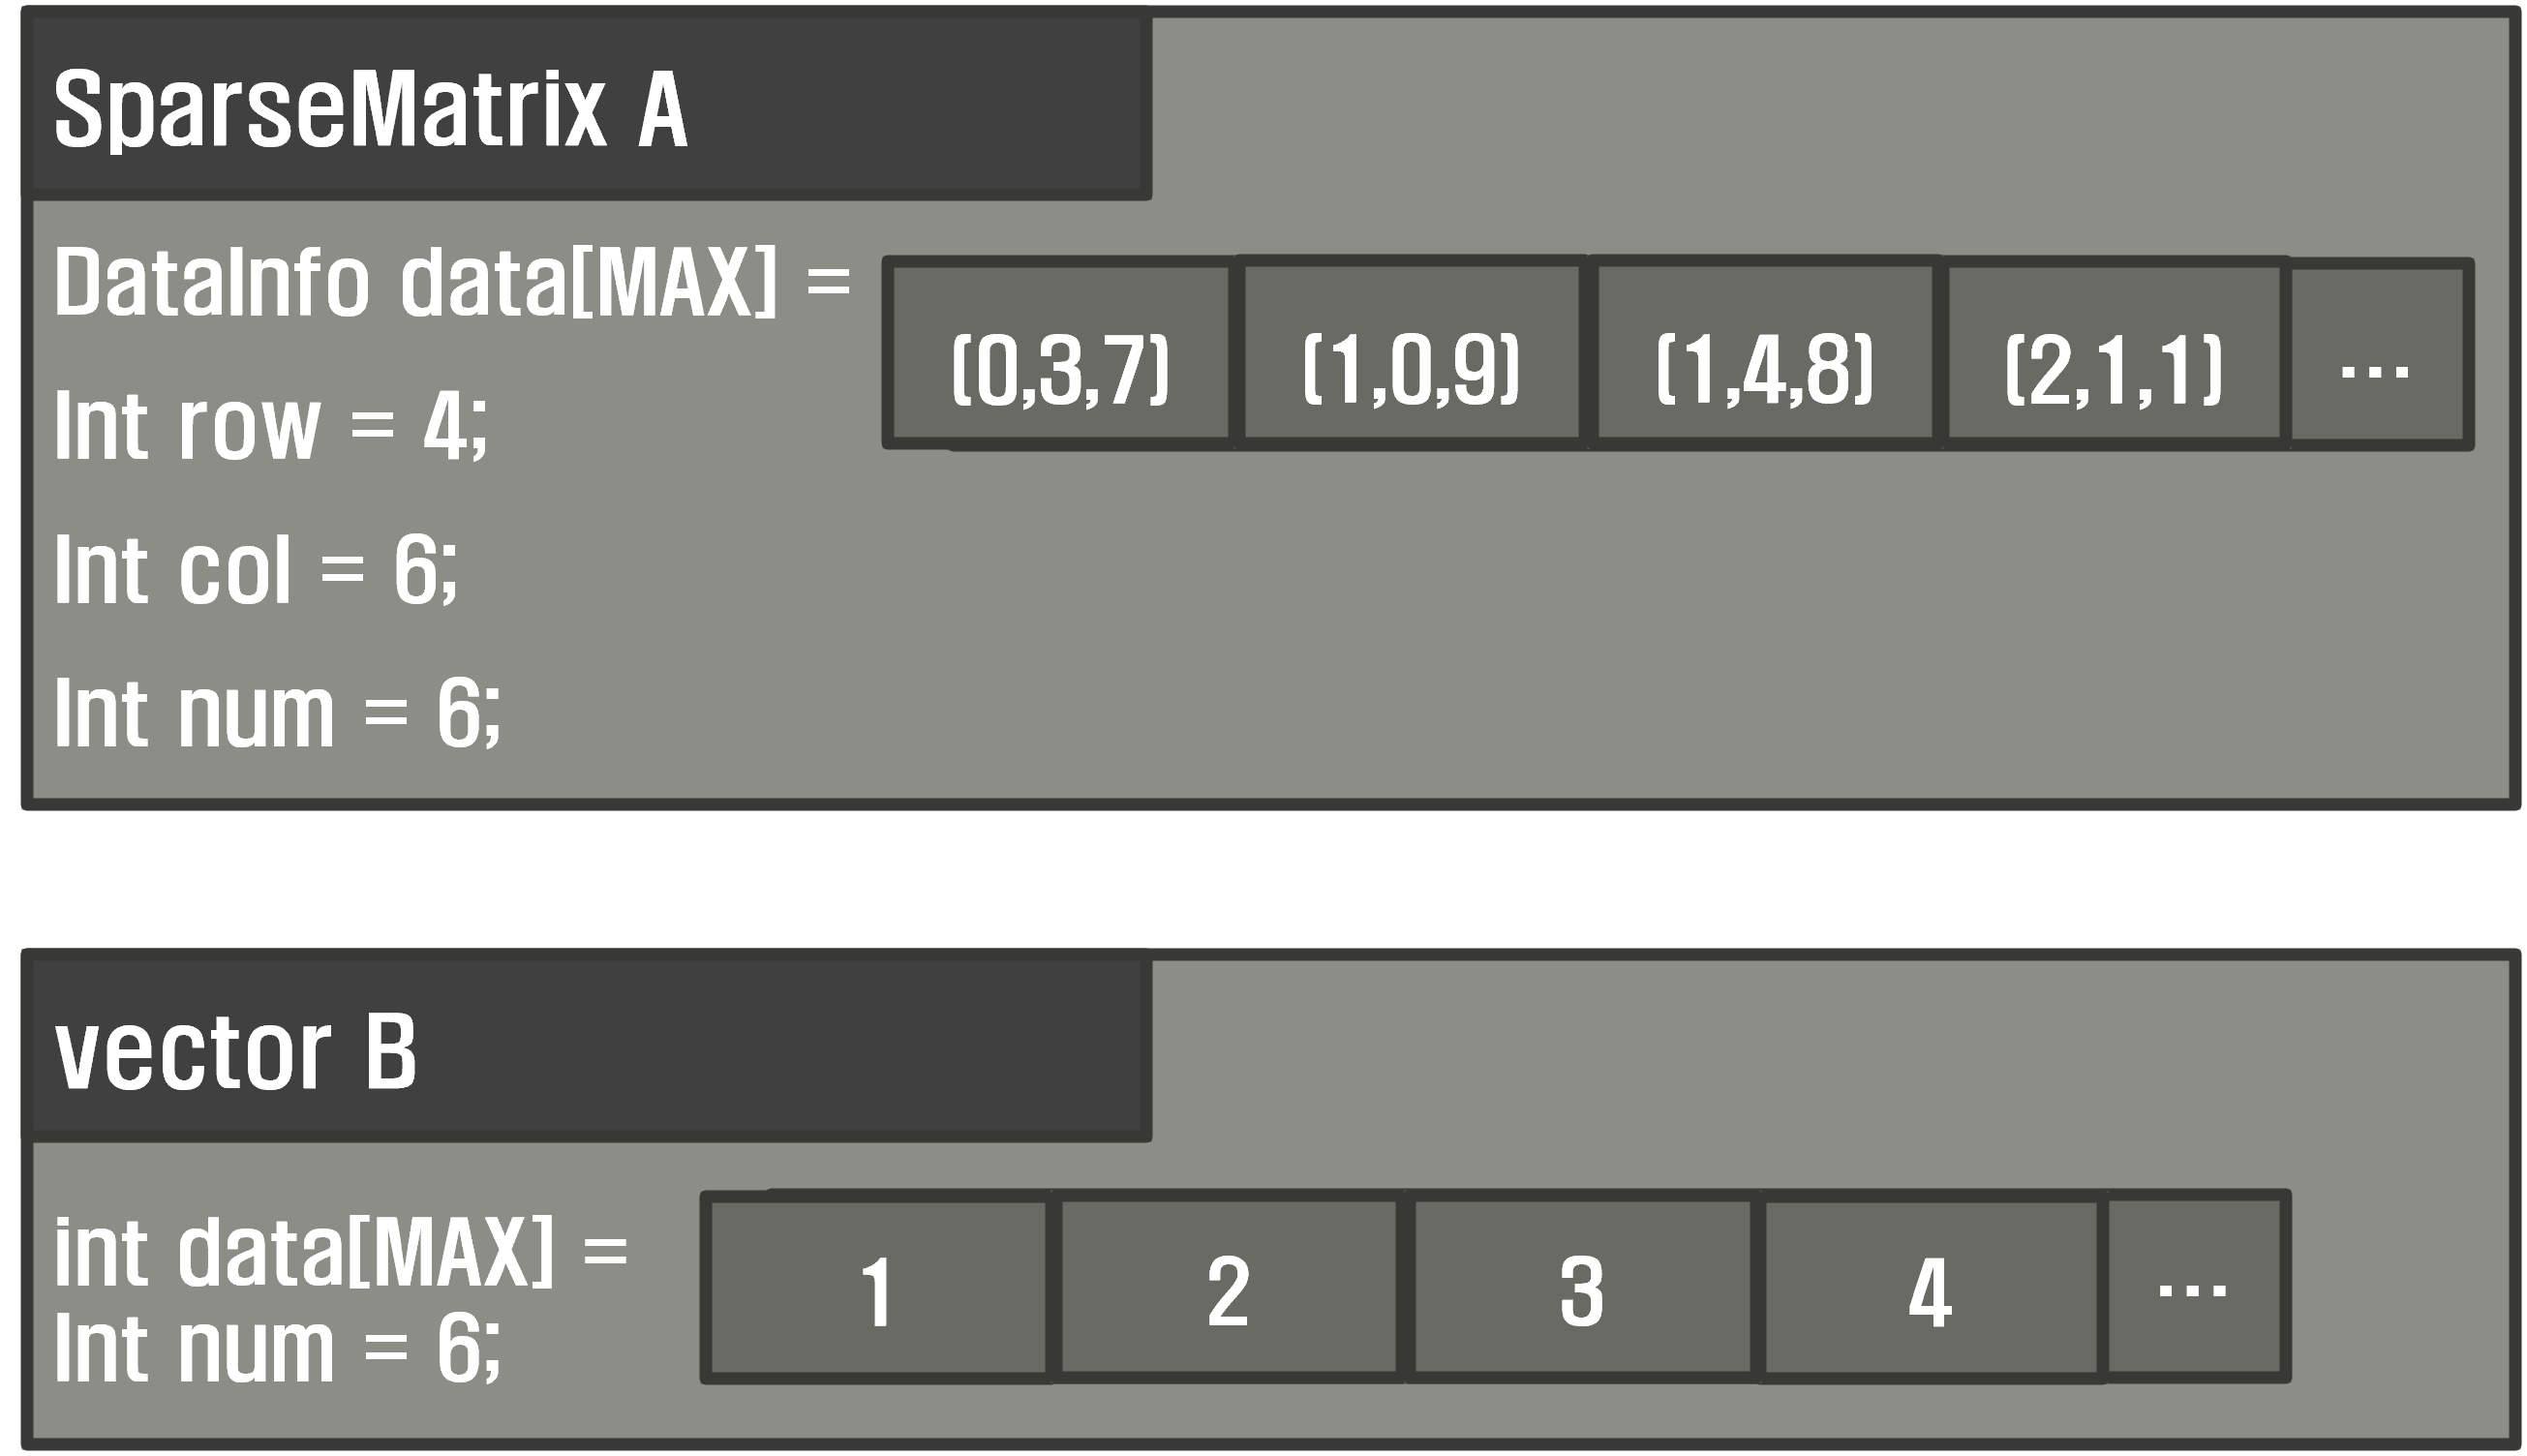 SparseMatrix A
DataInfo data[MAX] = (0,3,7) (1,0,9) (1,4,8) (2,1,1) ...
Int row = 4;
Int col = 6;
Int num = 6;
vector B
int data[MAX] = 1 2 3 4 ...
Int num = 6;